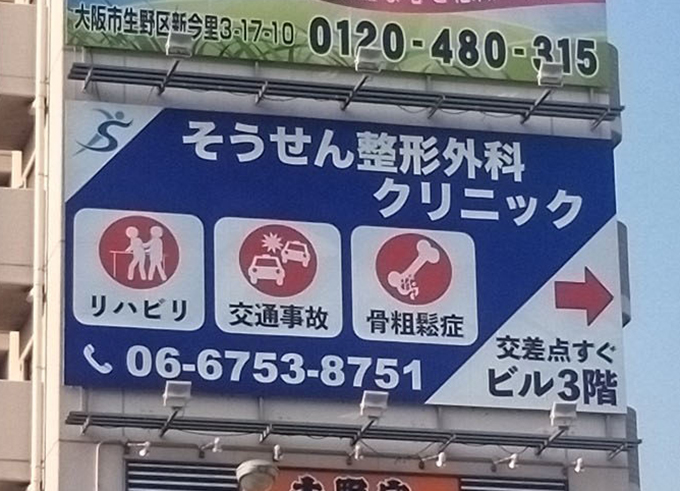 大阪市生野区新今里3-17-10
0120-480-315
そうせん整形外科
クリニック
リハビリ
交通事故
骨粗鬆症
交差点すぐ
ビル3階
06-6753-8751